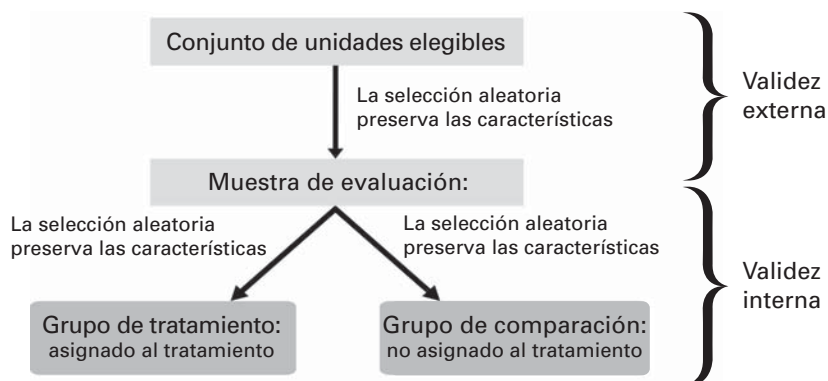 Conjunto de unidades elegibles
La selección aleatoria
preserva las características
Validez
externa
Muestra de evaluación:
La selección aleatoria
preserva las características
La selección aleatoria
preserva las características
Validez
interna
Grupo de tratamiento:
asignado al tratamiento
Grupo de comparación:
no asignado al tratamiento